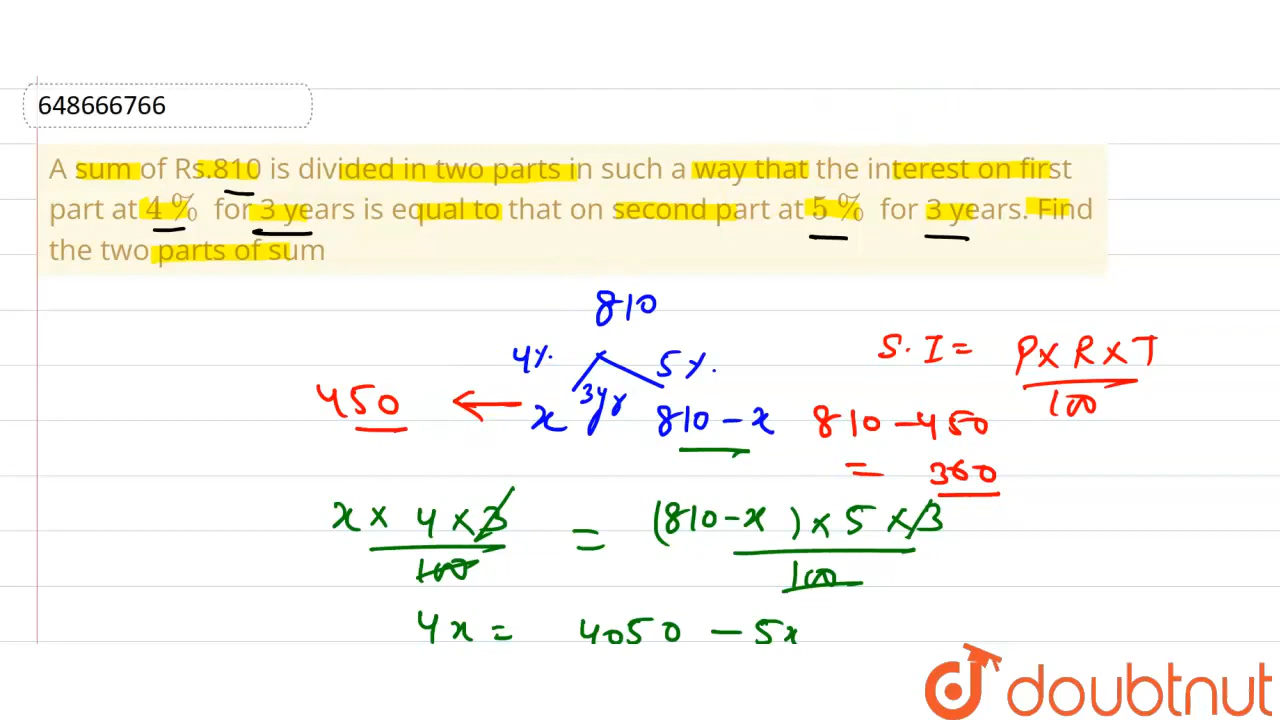 648666766
A sum of Rs.810 is divided in two parts in such a way that the interest on first
part at 4% for 3 years is equal to that on second part at 5% for 3 years. Find
the two parts of sum
810
4%. 5%.
S.I = P×R×T
100
450 ← x 3yr 810-x
810-450
= 360
x × 4 × 3 = (810-x) × 5 × 3
100 100
4x = 4050 - 5x
doubtnut